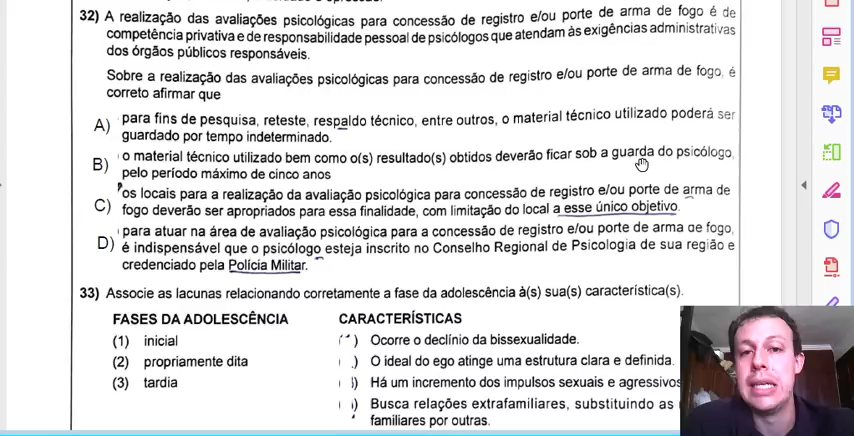 32) A realização das avaliações psicológicas para concessão de registro e/ou porte de arma de fogo é de
competência privativa e de responsabilidade pessoal de psicólogos que atendam às exigências administrativas
dos órgãos públicos responsáveis.
Sobre a realização das avaliações psicológicas para concessão de registro e/ou porte de arma de fogo, é
correto afirmar que
A) para fins de pesquisa, reteste, respaldo técnico, entre outros, o material técnico utilizado poderá ser
guardado por tempo indeterminado.
B) o material técnico utilizado bem como o(s) resultado(s) obtidos deverão ficar sob a guarda do psicólogo,
pelo período máximo de cinco anos
C) os locais para a realização da avaliação psicológica para concessão de registro e/ou porte de arma de
fogo deverão ser apropriados para essa finalidade, com limitação do local a esse único objetivo.
D) para atuar na área de avaliação psicológica para a concessão de registro e/ou porte de arma de fogo,
é indispensável que o psicólogo esteja inscrito no Conselho Regional de Psicologia de sua região e
credenciado pela Polícia Militar.
33) Associe as lacunas relacionando corretamente a fase da adolescência à(s) sua(s) característica(s).
FASES DA ADOLESCÊNCIA CARACTERÍSTICAS
(1) inicial ( ) Ocorre o declínio da bissexualidade.
(2) propriamente dita ( ) O ideal do ego atinge uma estrutura clara e definida.
(3) tardia ( ) Há um incremento dos impulsos sexuais e agressivos
( ) Busca relações extrafamiliares, substituindo as
familiares por outras.